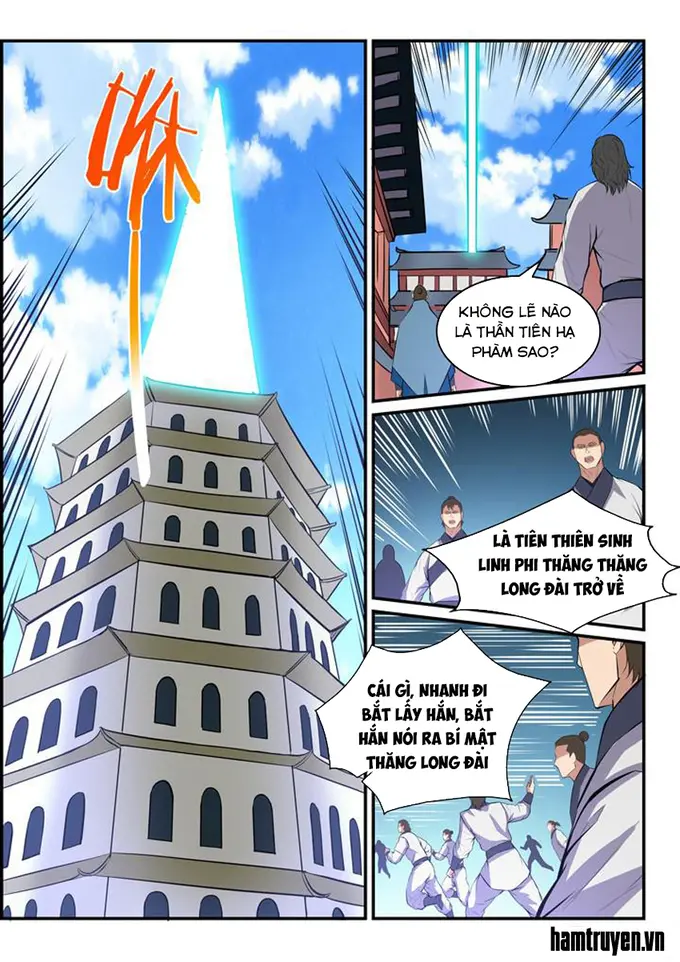 咻
KHÔNG LẼ NÀO
LÀ THẦN TIÊN HẠ
PHÀM SAO?
LÀ TIÊN THIÊN SINH
LINH PHI THĂNG THĂNG
LONG ĐÀI TRỞ VỀ
CÁI GÌ, NHANH ĐI
BẮT LẤY HẮN, BẮT
HẮN NÓI RA BÍ MẬT
THĂNG LONG ĐÀI
hamtruyen.vn